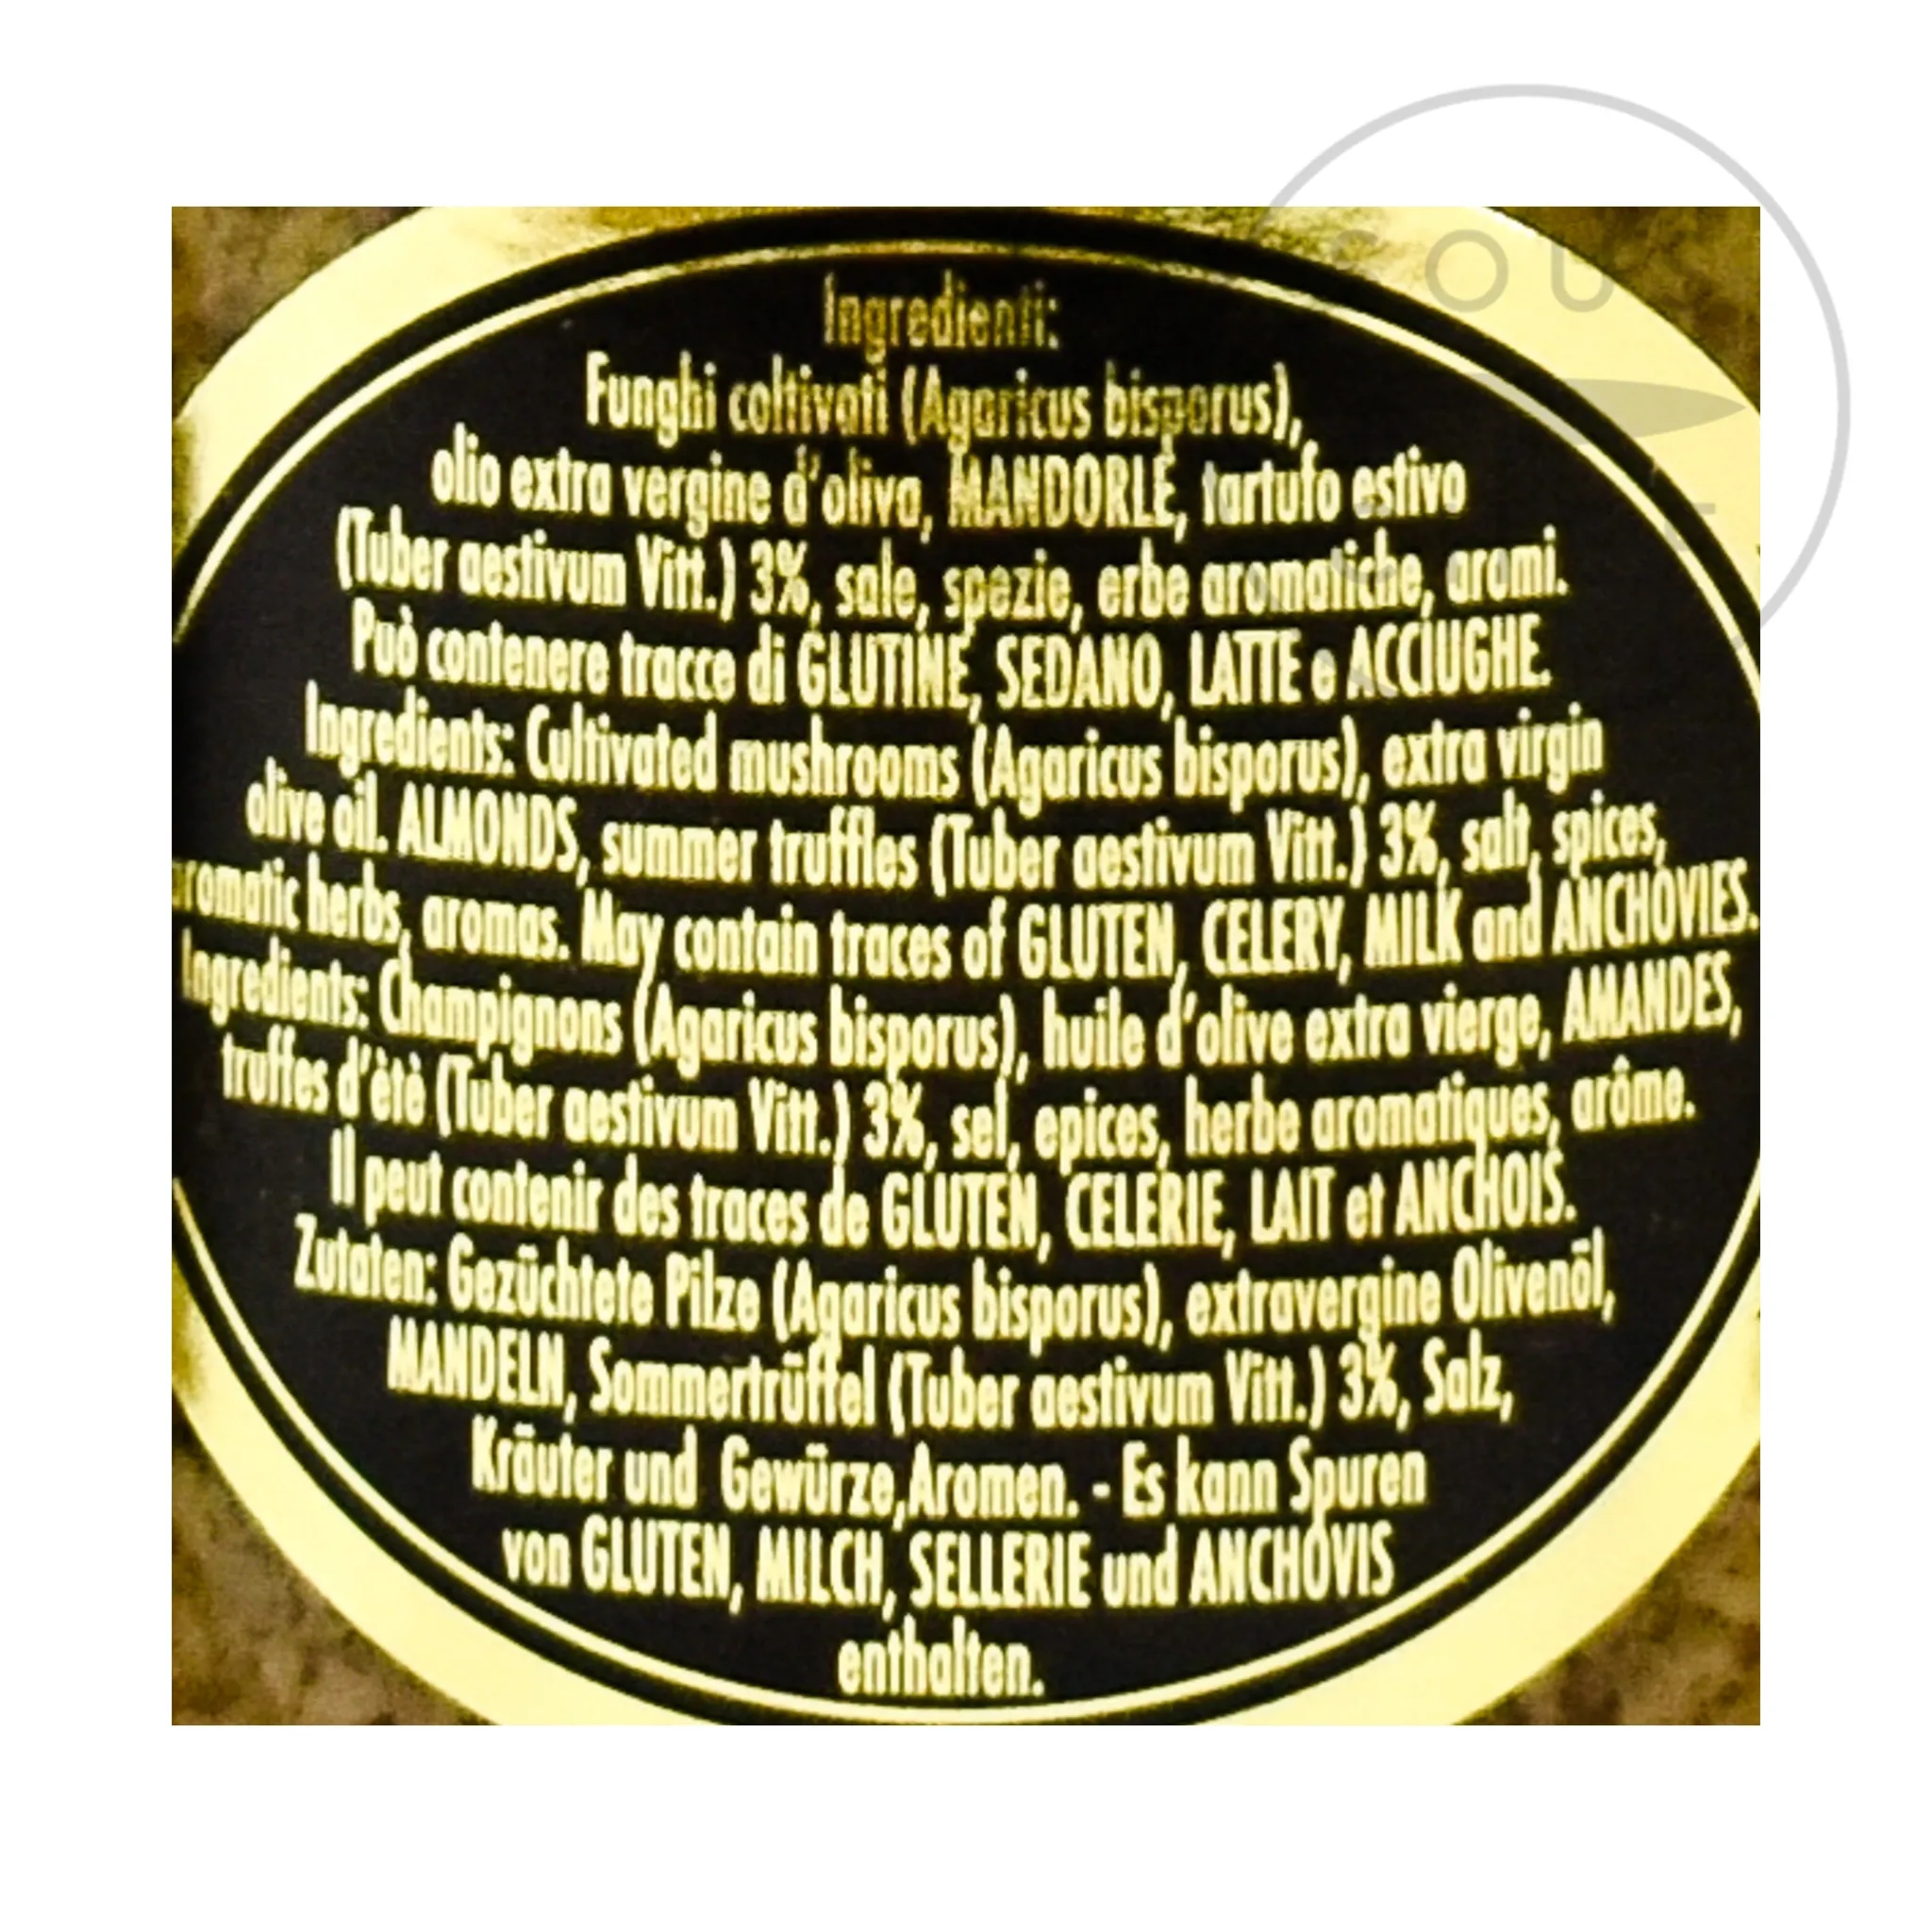 Ingredienti:
Funghi coltivati (Agaricus bisporus),
olio extra vergine d'oliva, MANDORLE, tartufo estivo
(Tuber aestivum Vitt.) 3%, sale, spezie, erbe aromatiche, aromi.
Può contenere tracce di GLUTINE, SEDANO, LATTE e ACCIUGHE.
Ingredients: Cultivated mushrooms (Agaricus bisporus), extra virgin
olive oil. ALMONDS, summer truffles (Tuber aestivum Vitt.) 3%, salt, spices,
romatic herbs, aromas. May contain traces of GLUTEN, CELERY, MILK and ANCHOVIES.
Ingredients: Champignons (Agaricus bisporus), huile d'olive extra vierge, AMANDES,
truffes d'ètè (Tuber aestivum Vitt.) 3%, sel, epices, herbe aromatiques, arôme.
Il peut contenir des traces de GLUTEN, CELERIE, LAIT et ANCHOIS.
Zutaten: Gezüchtete Pilze (Agaricus bisporus), extravergine Olivenöl,
MANDELN, Sommertrüffel (Tuber aestivum Vitt.) 3%, Salz,
Kräuter und Gewürze,Aromen. - Es kann Spuren
von GLUTEN, MILCH, SELLERIE und ANCHOVIS
enthalten.